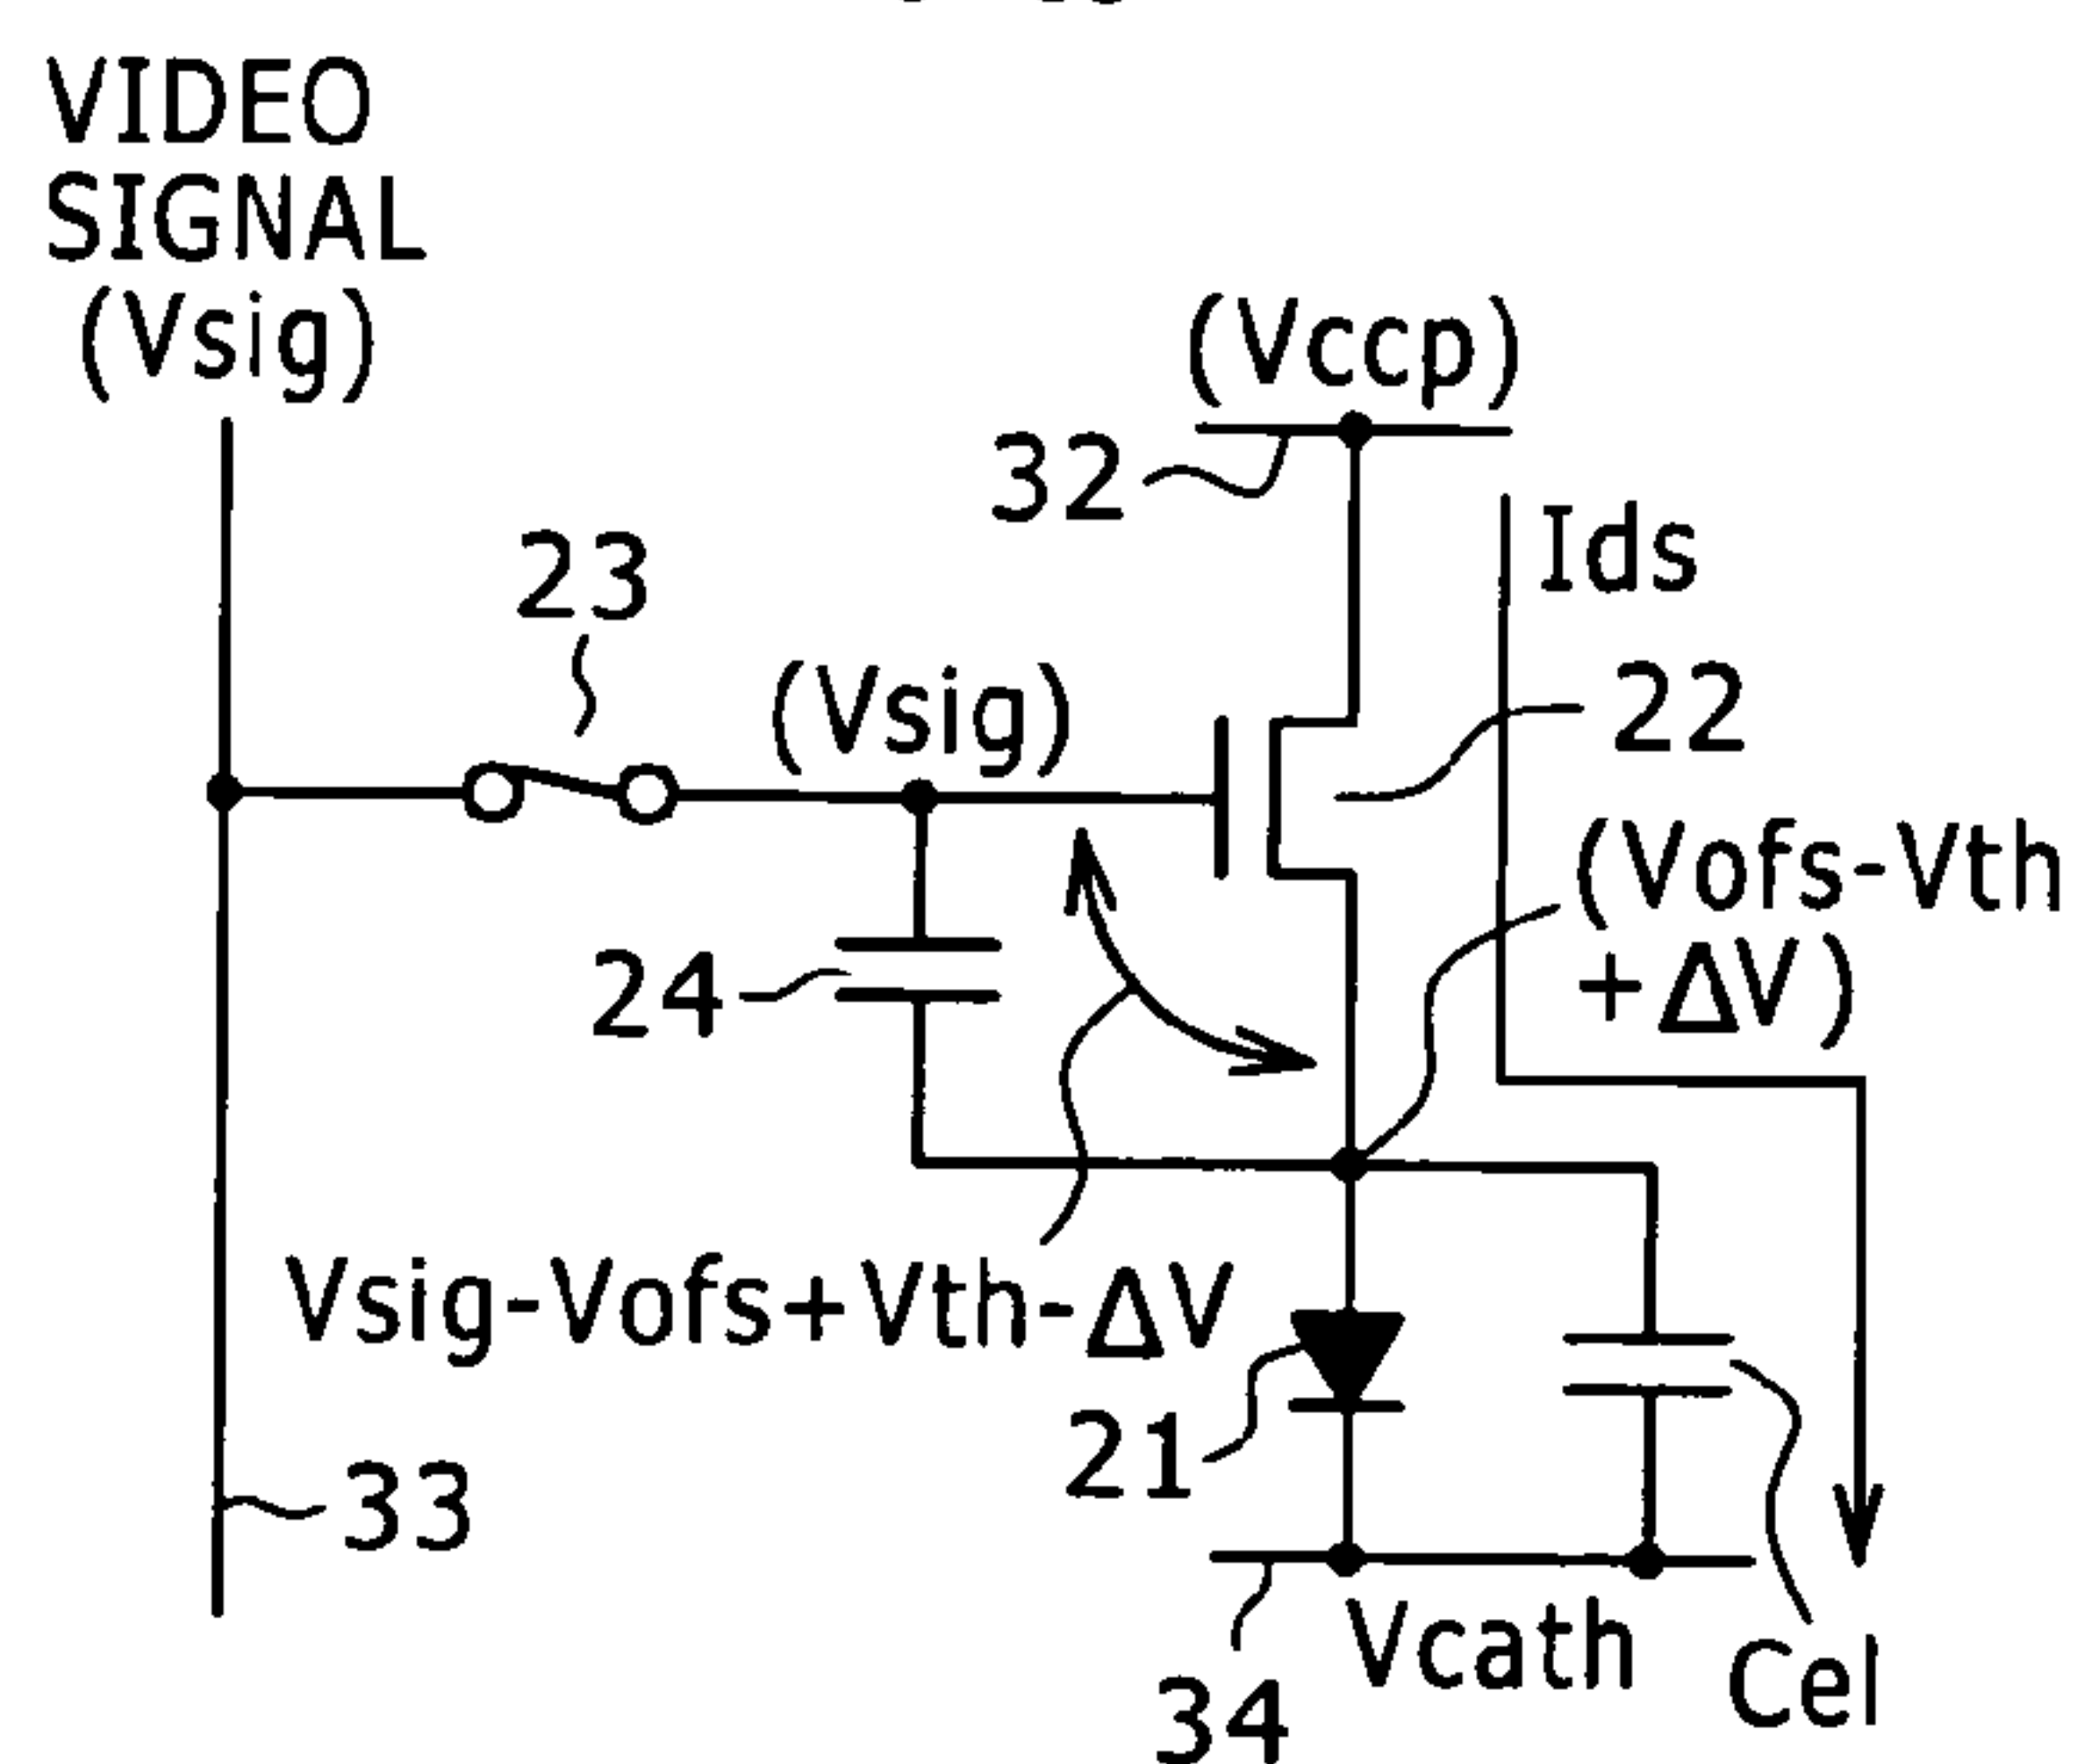 VIDEO
SIGNAL
(Vsig)
(Vccp)
32
Ids
23
(Vsig)
22
(Vofs-Vth
+ΔV)
24
Vsig-Vofs+Vth-ΔV
21
33
Vcath
Cel
34